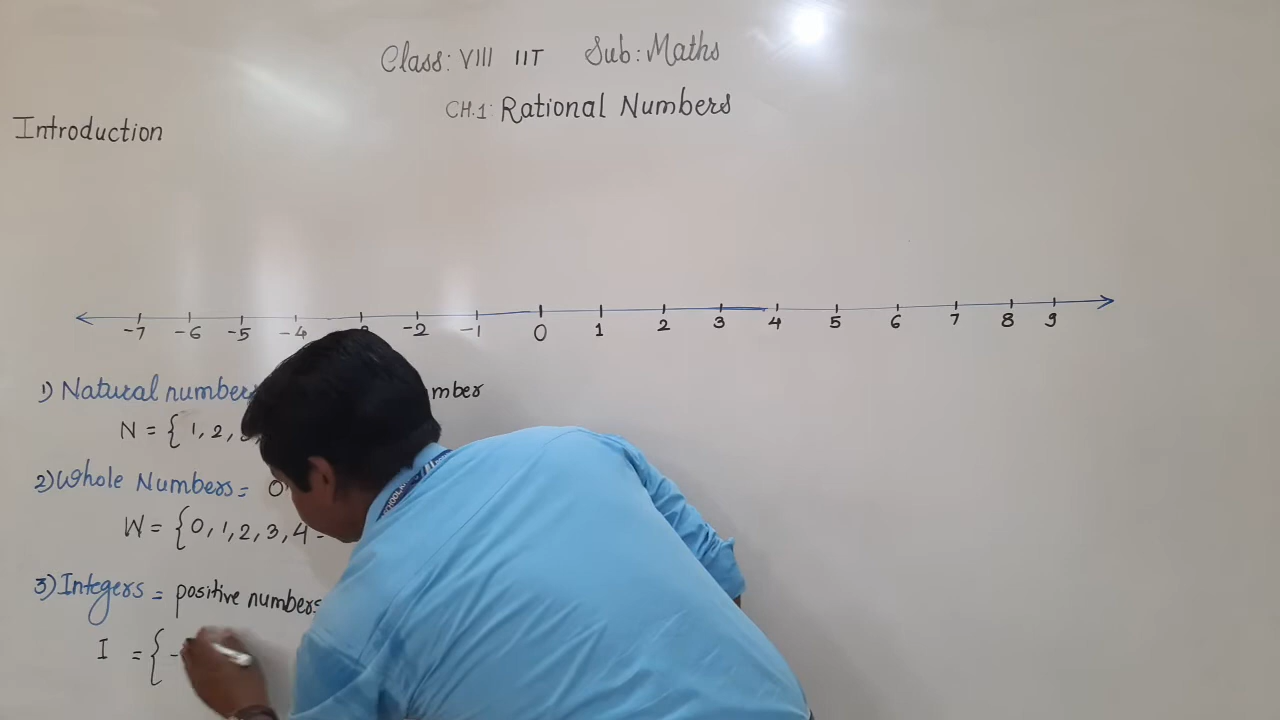 Class: VIII IIT Sub: Maths
CH.1: Rational Numbers
Introduction
-7 -6 -5 -4 -2 -1 0 1 2 3 4 5 6 7 8 9
1) Natural numbers mber
N = { 1, 2,
2) Whole Numbers = 0
W = {0, 1, 2, 3, 4
3) Integers = positive numbers
I = { -